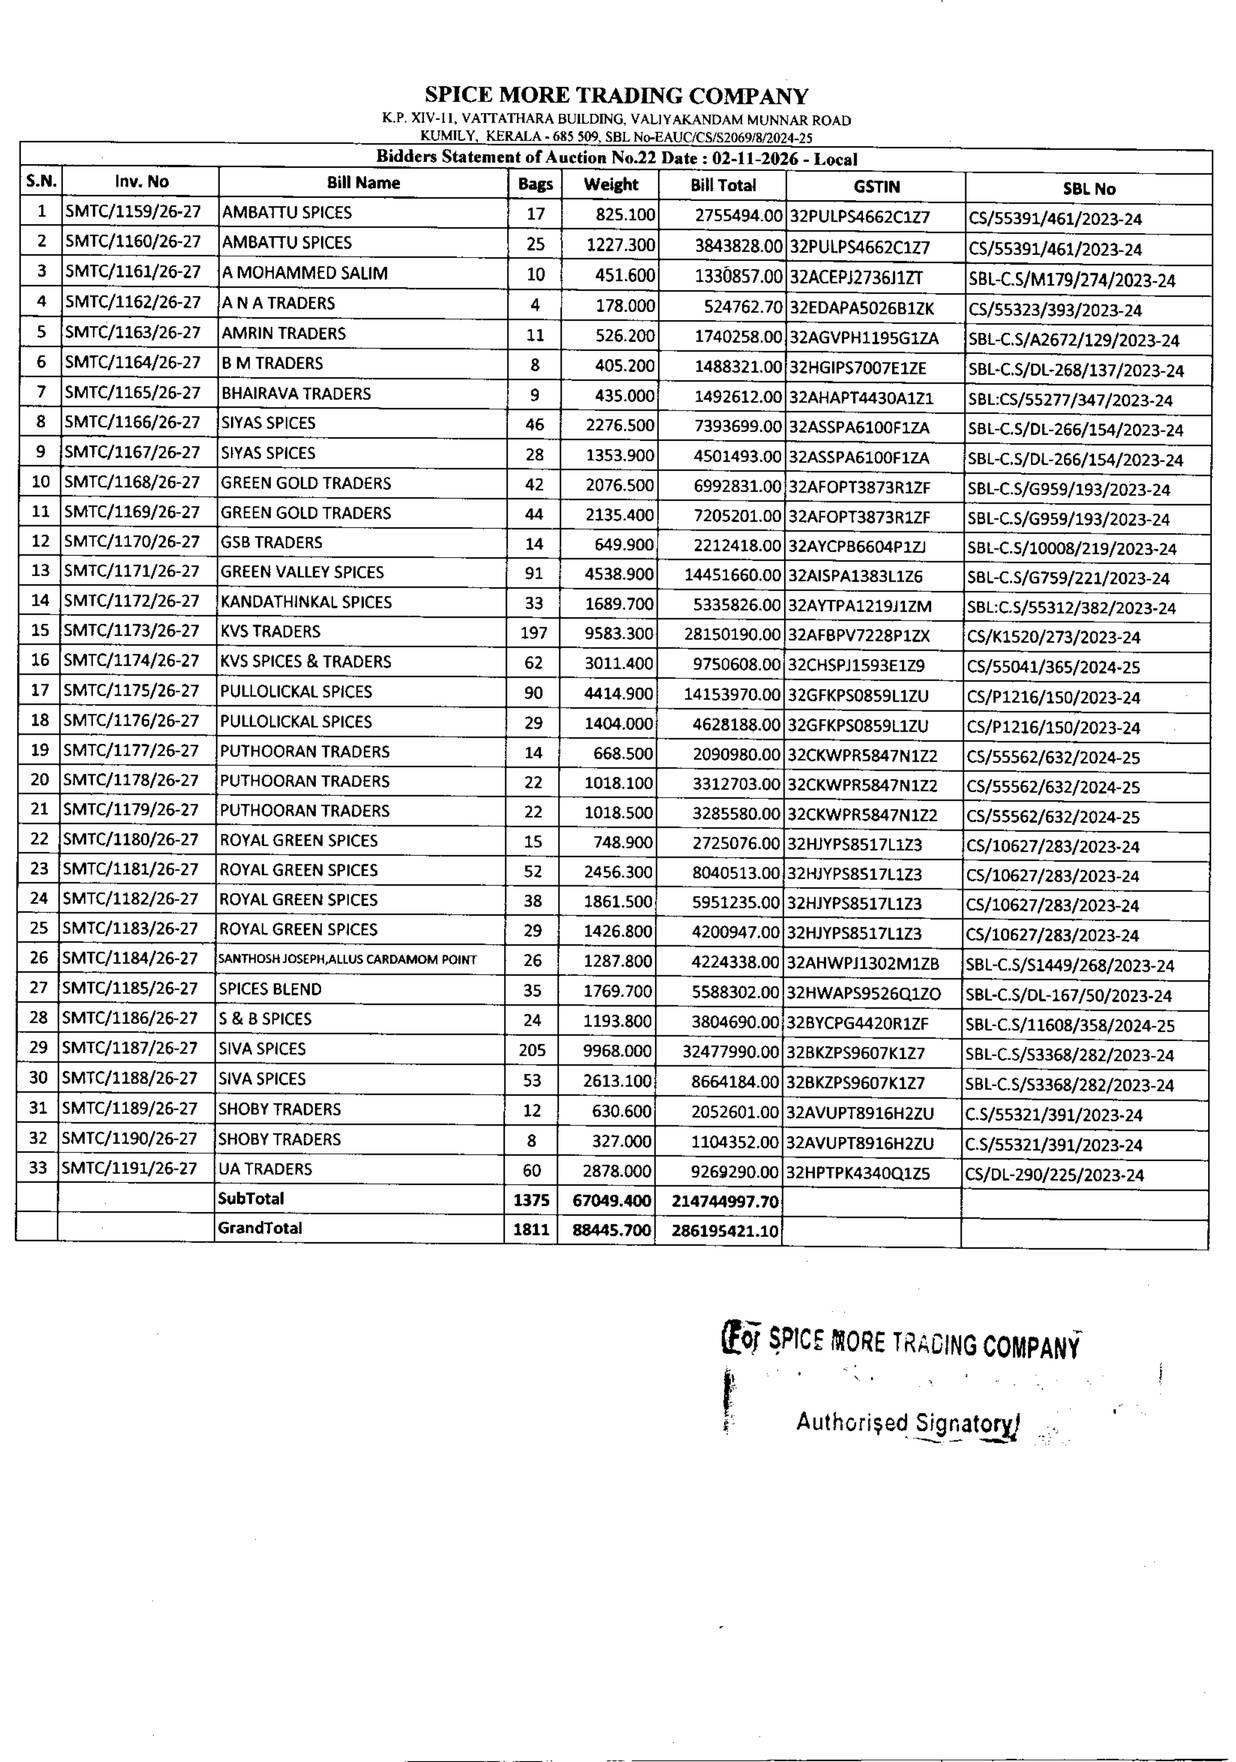 SPICE MORE TRADING COMPANY
K.P. XIV-11, VATTATHARA BUILDING, VALIYAKANDAM MUNNAR ROAD
KUMILY, KERALA - 685 509, SBL No-EAUC/CS/S2069/8/2024-25
Bidders Statement of Auction No.22 Date : 02-11-2026 - Local
S.N. Inv. No Bill Name Bags Weight Bill Total GSTIN SBL No
1 SMTC/1159/26-27 AMBATTU SPICES 17 825.100 2755494.00 32PULPS4662C1Z7 CS/55391/461/2023-24
2 SMTC/1160/26-27 AMBATTU SPICES 25 1227.300 3843828.00 32PULPS4662C1Z7 CS/55391/461/2023-24
3 SMTC/1161/26-27 A MOHAMMED SALIM 10 451.600 1330857.00 32ACEPJ2736J1ZT SBL-C.S/M179/274/2023-24
4 SMTC/1162/26-27 A N A TRADERS 4 178.000 524762.70 32EDAPA5026B1ZK CS/55323/393/2023-24
5 SMTC/1163/26-27 AMRIN TRADERS 11 526.200 1740258.00 32AGVPH1195G1ZA SBL-C.S/A2672/129/2023-24
6 SMTC/1164/26-27 B M TRADERS 8 405.200 1488321.00 32HGIPS7007E1ZE SBL-C.S/DL-268/137/2023-24
7 SMTC/1165/26-27 BHAIRAVA TRADERS 9 435.000 1492612.00 32AHAPT4430A1Z1 SBL:CS/55277/347/2023-24
8 SMTC/1166/26-27 SIYAS SPICES 46 2276.500 7393699.00 32ASSPA6100F1ZA SBL-C.S/DL-266/154/2023-24
9 SMTC/1167/26-27 SIYAS SPICES 28 1353.900 4501493.00 32ASSPA6100F1ZA SBL-C.S/DL-266/154/2023-24
10 SMTC/1168/26-27 GREEN GOLD TRADERS 42 2076.500 6992831.00 32AFOPT3873R1ZF SBL-C.S/G959/193/2023-24
11 SMTC/1169/26-27 GREEN GOLD TRADERS 44 2135.400 7205201.00 32AFOPT3873R1ZF SBL-C.S/G959/193/2023-24
12 SMTC/1170/26-27 GSB TRADERS 14 649.900 2212418.00 32AYCPB6604P1ZJ SBL-C.S/10008/219/2023-24
13 SMTC/1171/26-27 GREEN VALLEY SPICES 91 4538.900 14451660.00 32AISPA1383L1Z6 SBL-C.S/G759/221/2023-24
14 SMTC/1172/26-27 KANDATHINKAL SPICES 33 1689.700 5335826.00 32AYTPA1219J1ZM SBL:C.S/55312/382/2023-24
15 SMTC/1173/26-27 KVS TRADERS 197 9583.300 28150190.00 32AFBPV7228P1ZX CS/K1520/273/2023-24
16 SMTC/1174/26-27 KVS SPICES & TRADERS 62 3011.400 9750608.00 32CHSPJ1593E1Z9 CS/55041/365/2024-25
17 SMTC/1175/26-27 PULLOLICKAL SPICES 90 4414.900 14153970.00 32GFKPS0859L1ZU CS/P1216/150/2023-24
18 SMTC/1176/26-27 PULLOLICKAL SPICES 29 1404.000 4628188.00 32GFKPS0859L1ZU CS/P1216/150/2023-24
19 SMTC/1177/26-27 PUTHOORAN TRADERS 14 668.500 2090980.00 32CKWPR5847N1Z2 CS/55562/632/2024-25
20 SMTC/1178/26-27 PUTHOORAN TRADERS 22 1018.100 3312703.00 32CKWPR5847N1Z2 CS/55562/632/2024-25
21 SMTC/1179/26-27 PUTHOORAN TRADERS 22 1018.500 3285580.00 32CKWPR5847N1Z2 CS/55562/632/2024-25
22 SMTC/1180/26-27 ROYAL GREEN SPICES 15 748.900 2725076.00 32HJYPS8517L1Z3 CS/10627/283/2023-24
23 SMTC/1181/26-27 ROYAL GREEN SPICES 52 2456.300 8040513.00 32HJYPS8517L1Z3 CS/10627/283/2023-24
24 SMTC/1182/26-27 ROYAL GREEN SPICES 38 1861.500 5951235.00 32HJYPS8517L1Z3 CS/10627/283/2023-24
25 SMTC/1183/26-27 ROYAL GREEN SPICES 29 1426.800 4200947.00 32HJYPS8517L1Z3 CS/10627/283/2023-24
26 SMTC/1184/26-27 SANTHOSH JOSEPH,ALLUS CARDAMOM POINT 26 1287.800 4224338.00 32AHWPJ1302M1ZB SBL-C.S/S1449/268/2023-24
27 SMTC/1185/26-27 SPICES BLEND 35 1769.700 5588302.00 32HWAPS9526Q1ZO SBL-C.S/DL-167/50/2023-24
28 SMTC/1186/26-27 S & B SPICES 24 1193.800 3804690.00 32BYCPG4420R1ZF SBL-C.S/11608/358/2024-25
29 SMTC/1187/26-27 SIVA SPICES 205 9968.000 32477990.00 32BKZPS9607K1Z7 SBL-C.S/S3368/282/2023-24
30 SMTC/1188/26-27 SIVA SPICES 53 2613.100 8664184.00 32BKZPS9607K1Z7 SBL-C.S/S3368/282/2023-24
31 SMTC/1189/26-27 SHOBY TRADERS 12 630.600 2052601.00 32AVUPT8916H2ZU C.S/55321/391/2023-24
32 SMTC/1190/26-27 SHOBY TRADERS 8 327.000 1104352.00 32AVUPT8916H2ZU C.S/55321/391/2023-24
33 SMTC/1191/26-27 UA TRADERS 60 2878.000 9269290.00 32HPTPK4340Q1Z5 CS/DL-290/225/2023-24
SubTotal 1375 67049.400 214744997.70
GrandTotal 1811 88445.700 286195421.10
For SPICE MORE TRADING COMPANY
Authorised Signatory